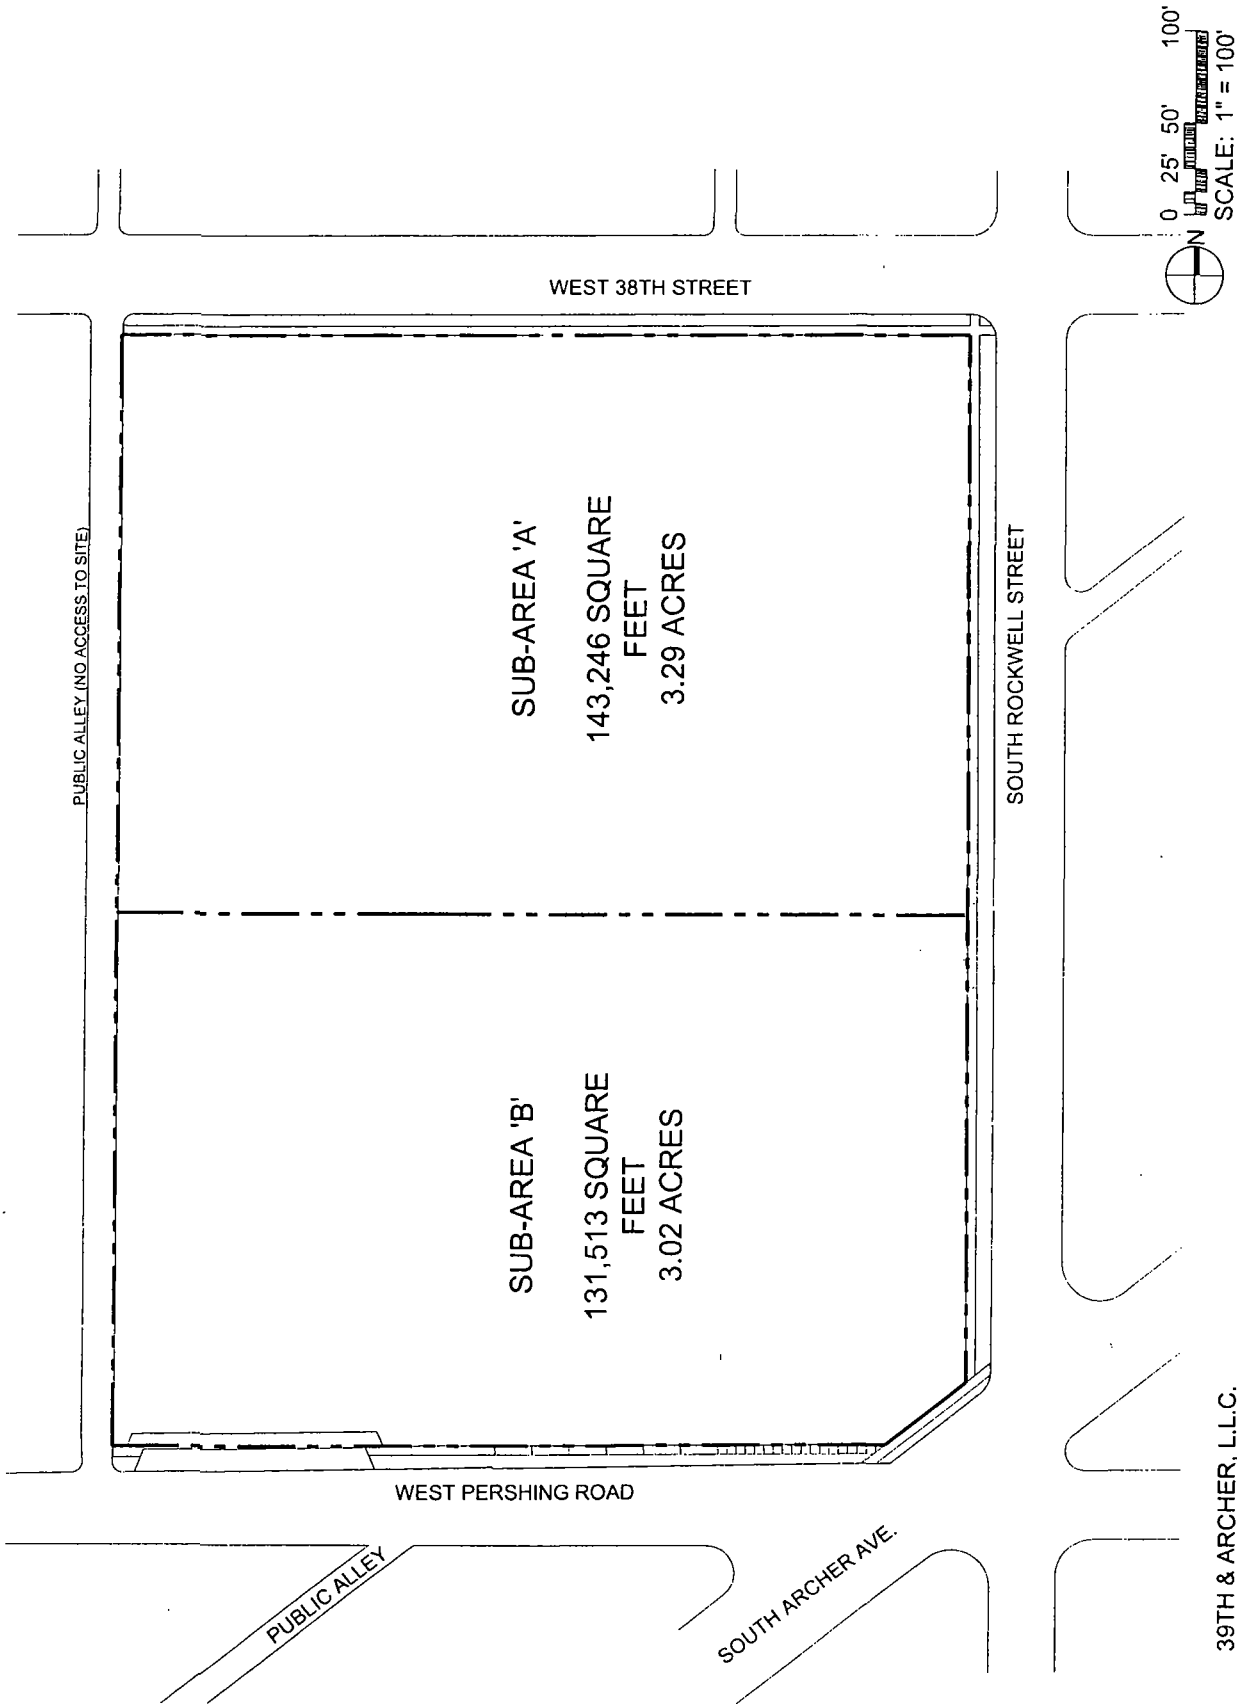 0 25' 50' 100'
SCALE: 1" = 100'
N
WEST 38TH STREET
PUBLIC ALLEY (NO ACCESS TO SITE)
SUB-AREA 'A'
143,246 SQUARE
FEET
3.29 ACRES
SOUTH ROCKWELL STREET
SUB-AREA 'B'
131,513 SQUARE
FEET
3.02 ACRES
WEST PERSHING ROAD
PUBLIC ALLEY
SOUTH ARCHER AVE.
39TH & ARCHER, L.L.C.